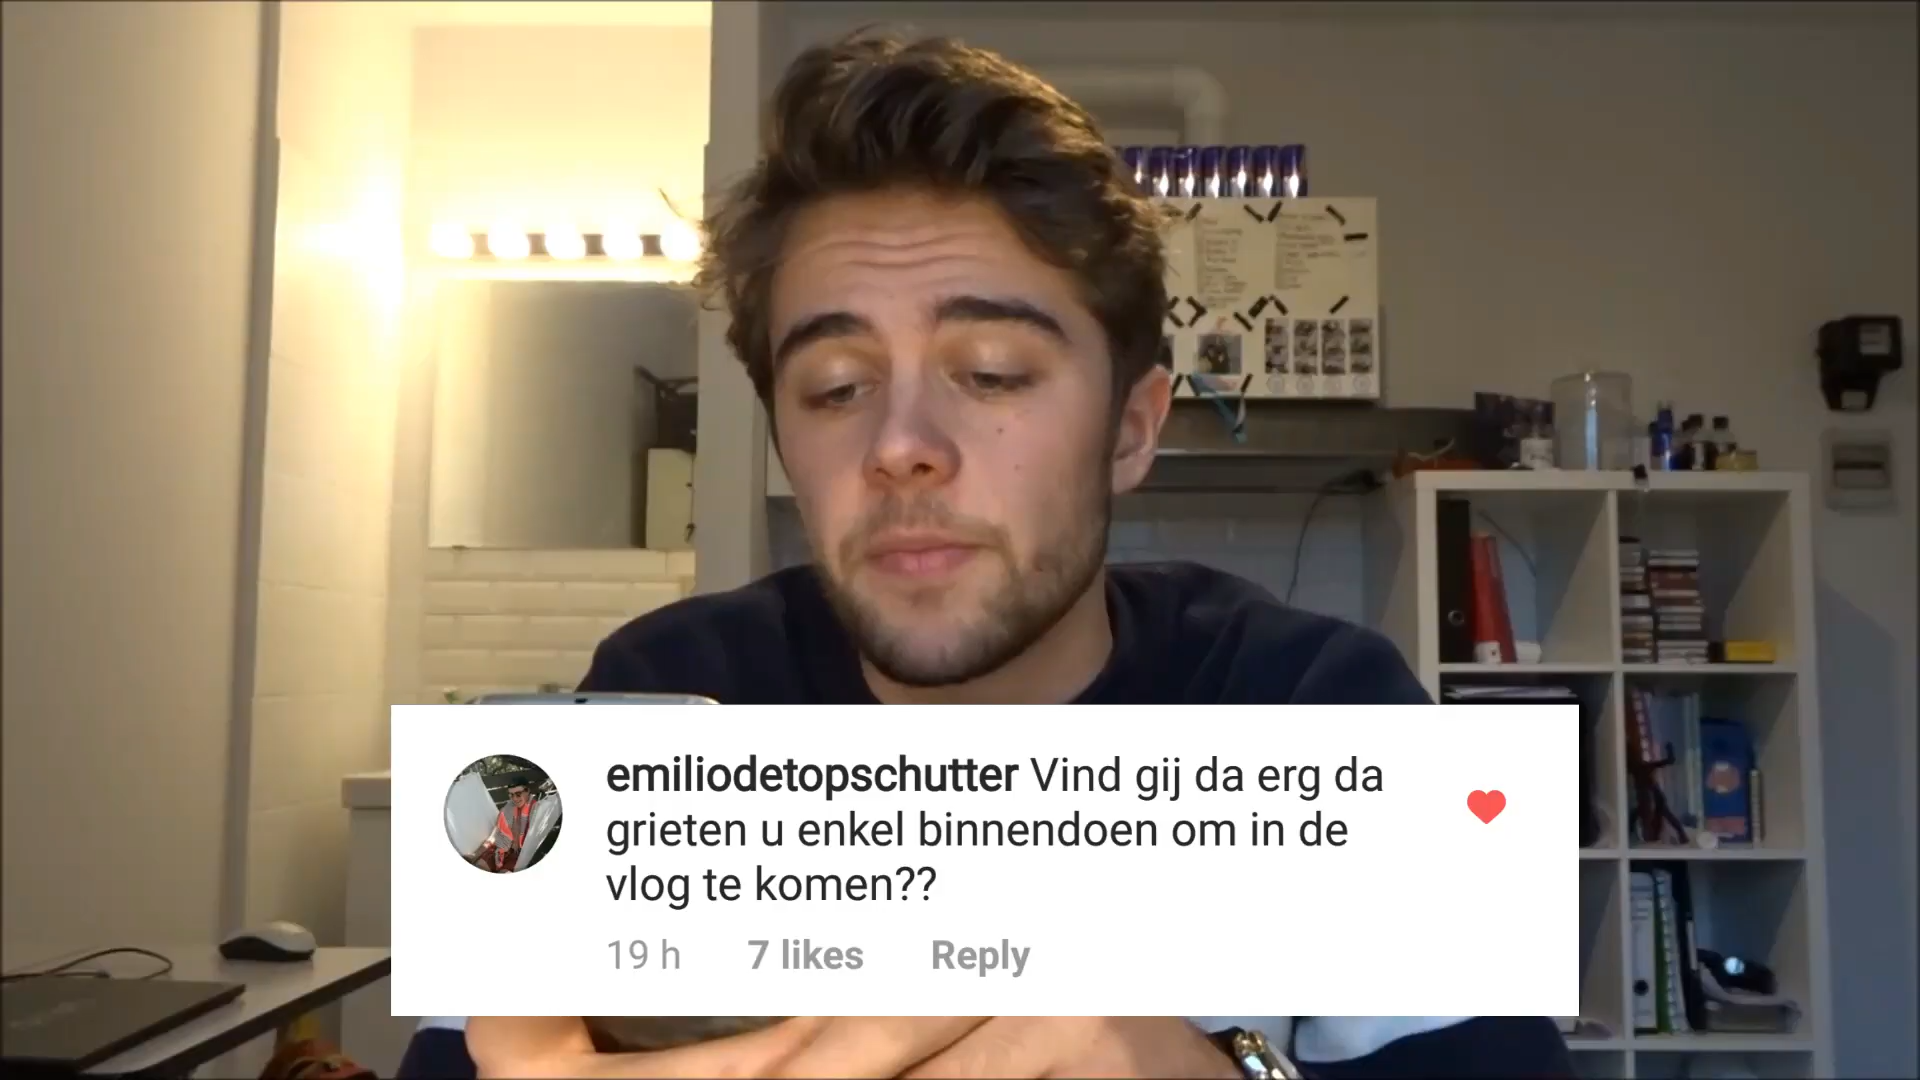 emiliodetopschutter Vind gij da erg da
grieten u enkel binnendoen om in de
vlog te komen??
19 h 7 likes Reply